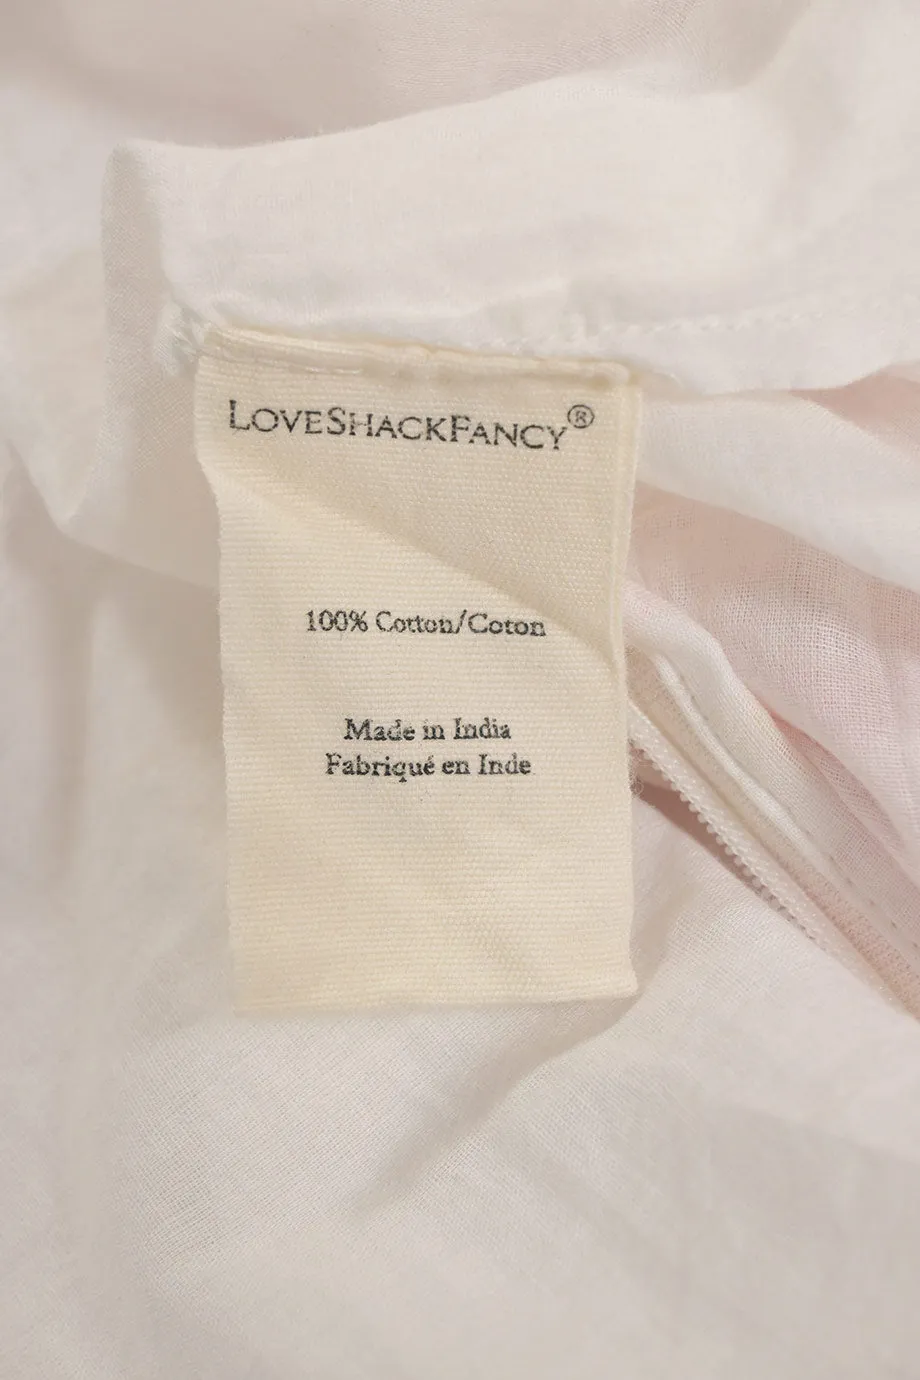 LOVESHACKFANCY®
100% Cotton/Coton
Made in India
Fabriqué en Inde